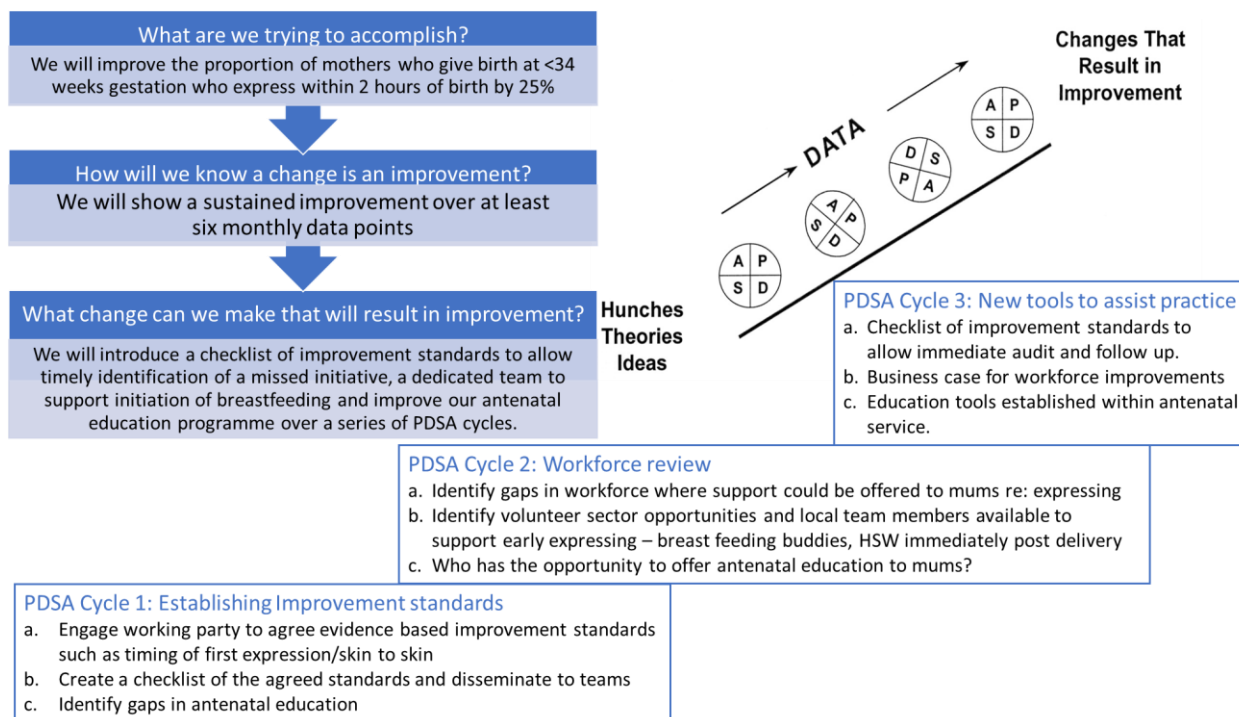 What are we trying to accomplish?
We will improve the proportion of mothers who give birth at <34
weeks gestation who express within 2 hours of birth by 25%
How will we know a change is an improvement?
We will show a sustained improvement over at least
six monthly data points
What change can we make that will result in improvement?
We will introduce a checklist of improvement standards to allow
timely identification of a missed initiative, a dedicated team to
support initiation of breastfeeding and improve our antenatal
education programme over a series of PDSA cycles.
Changes That
Result in
Improvement
DATA
A P
S D
D S
P A
A P
S D
A P
S D
Hunches
Theories
Ideas
PDSA Cycle 3: New tools to assist practice
a. Checklist of improvement standards to
allow immediate audit and follow up.
b. Business case for workforce improvements
c. Education tools established within antenatal
service.
PDSA Cycle 2: Workforce review
a. Identify gaps in workforce where support could be offered to mums re: expressing
b. Identify volunteer sector opportunities and local team members available to
support early expressing – breast feeding buddies, HSW immediately post delivery
c. Who has the opportunity to offer antenatal education to mums?
PDSA Cycle 1: Establishing Improvement standards
a. Engage working party to agree evidence based improvement standards
such as timing of first expression/skin to skin
b. Create a checklist of the agreed standards and disseminate to teams
c. Identify gaps in antenatal education